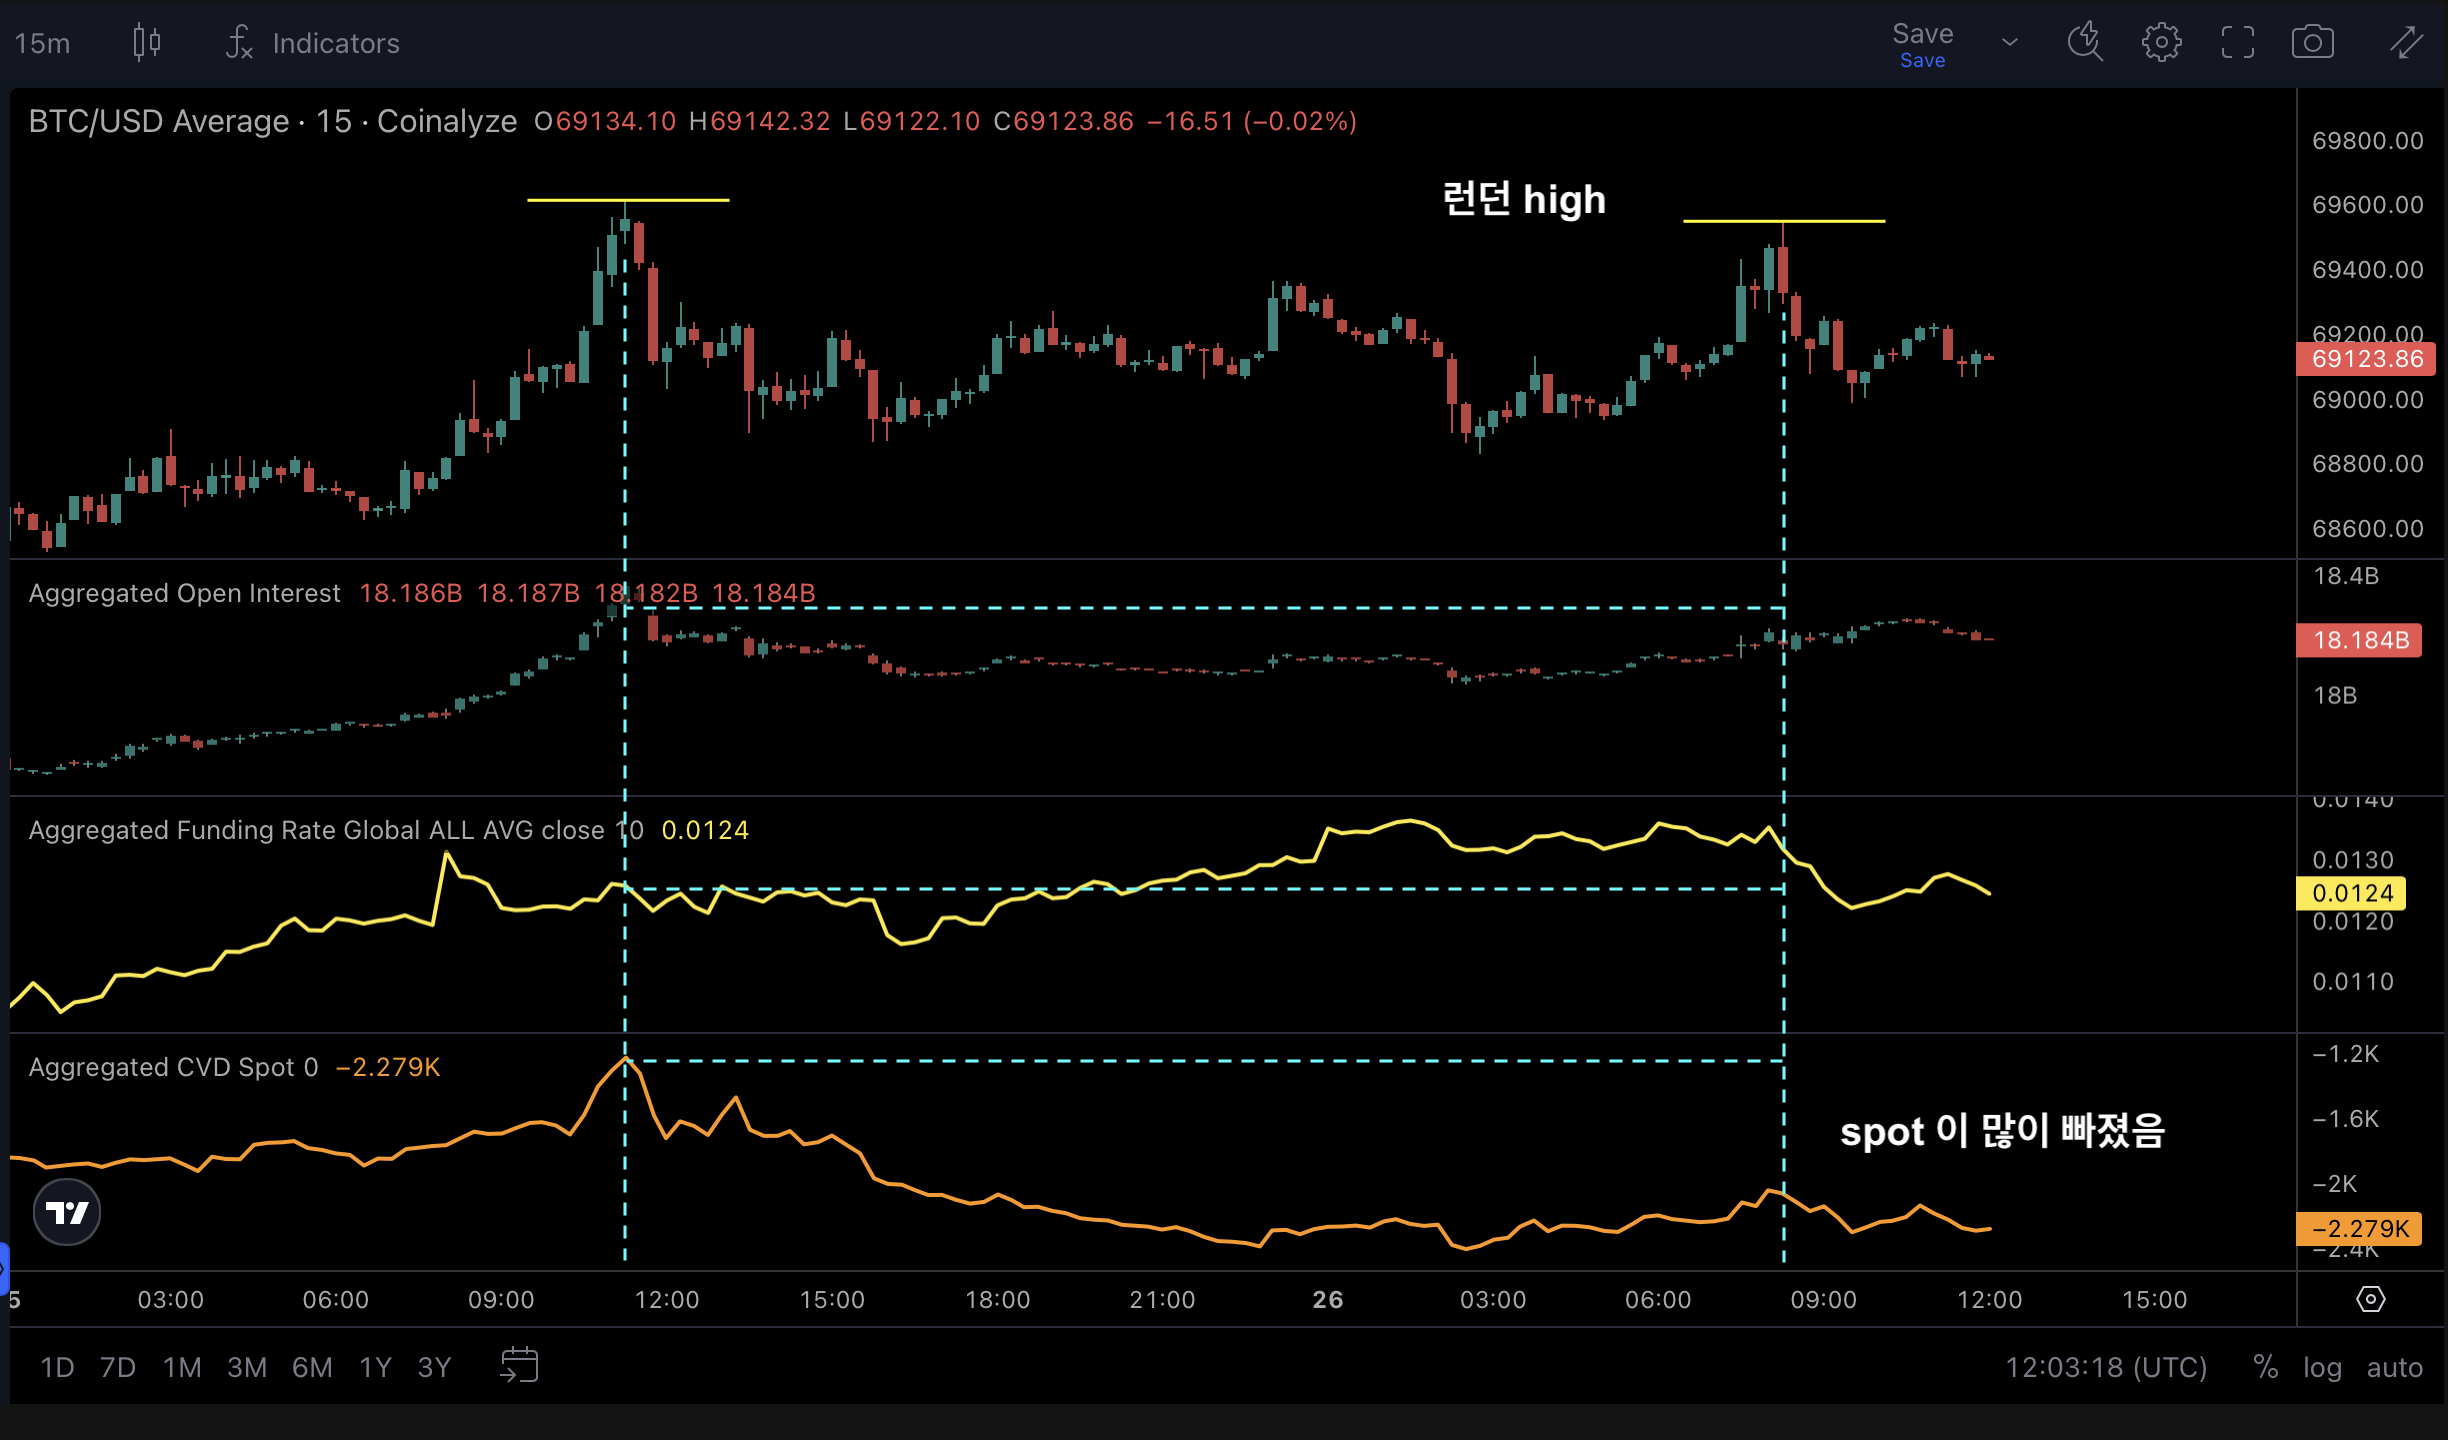 15m Indicators Save
Save
BTC/USD Average · 15 · Coinalyze O69134.10 H69142.32 L69122.10 C69123.86 −16.51 (−0.02%)
69800.00
런던 high
69600.00
69400.00
69200.00
69123.86
69000.00
68800.00
68600.00
Aggregated Open Interest 18.186B 18.187B 18.182B 18.184B
18.4B
18.184B
18B
0.0140
Aggregated Funding Rate Global ALL AVG close 10 0.0124
0.0130
0.0124
0.0120
0.0110
Aggregated CVD Spot 0 −2.279K
−1.2K
−1.6K
spot 이 많이 빠졌음
−2K
−2.279K
−2.4K
5 03:00 06:00 09:00 12:00 15:00 18:00 21:00 26 03:00 06:00 09:00 12:00 15:00
1D 7D 1M 3M 6M 1Y 3Y 12:03:18 (UTC) % log auto